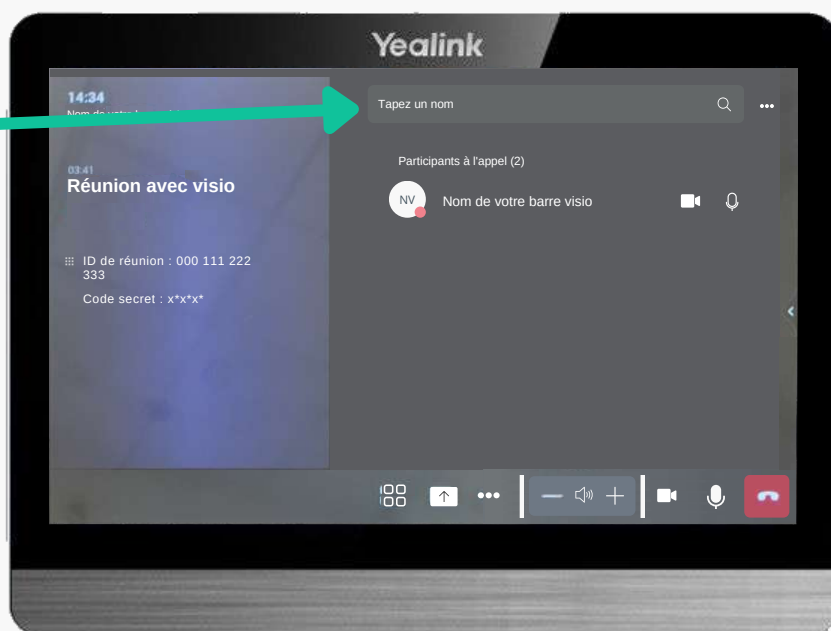 Yealink
14:34
Tapez un nom
03:41
Réunion avec visio
Participants à l'appel (2)
NV
Nom de votre barre visio
ID de réunion : 000 111 222
333
Code secret : x*x*x*